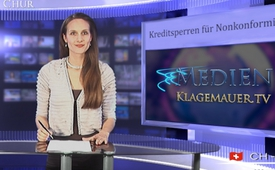 CHUR
Kreditsperren für Nonkonformi
MEDIEN
KLAGEMAUER.TV
CH